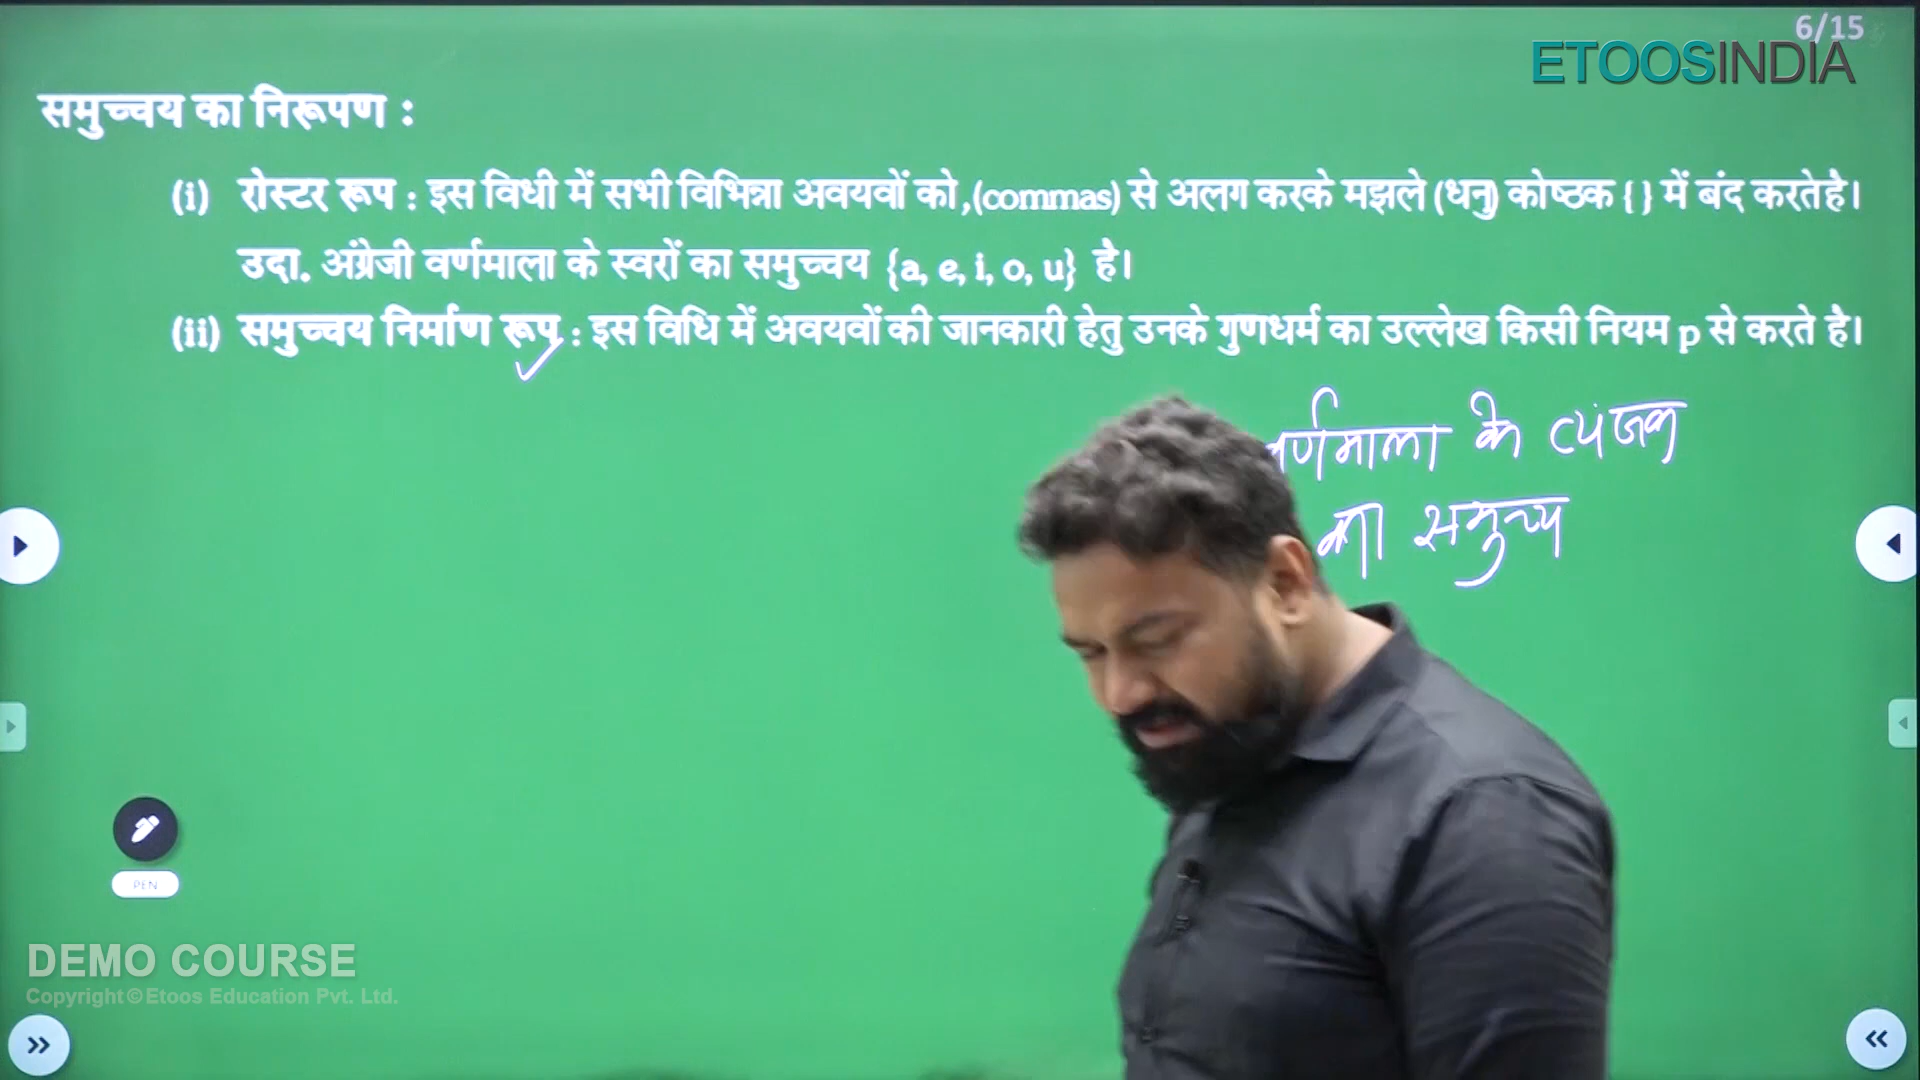 6/15
ETOOSINDIA
समुच्चय का निरूपण :
(i) रोस्टर रूप : इस विधी में सभी विभिन्ना अवयवों को ,(commas) से अलग करके मझले (धनु) कोष्ठक { } में बंद करते है।
उदा. अंग्रेजी वर्णमाला के स्वरों का समुच्चय {a, e, i, o, u} है।
(ii) समुच्चय निर्माण रूप : इस विधि में अवयवों की जानकारी हेतु उनके गुणधर्म का उल्लेख किसी नियम p से करते है।
वर्णमाला के व्यंजन
का समुच्य
PEN
DEMO COURSE
Copyright © Etoos Education Pvt. Ltd.